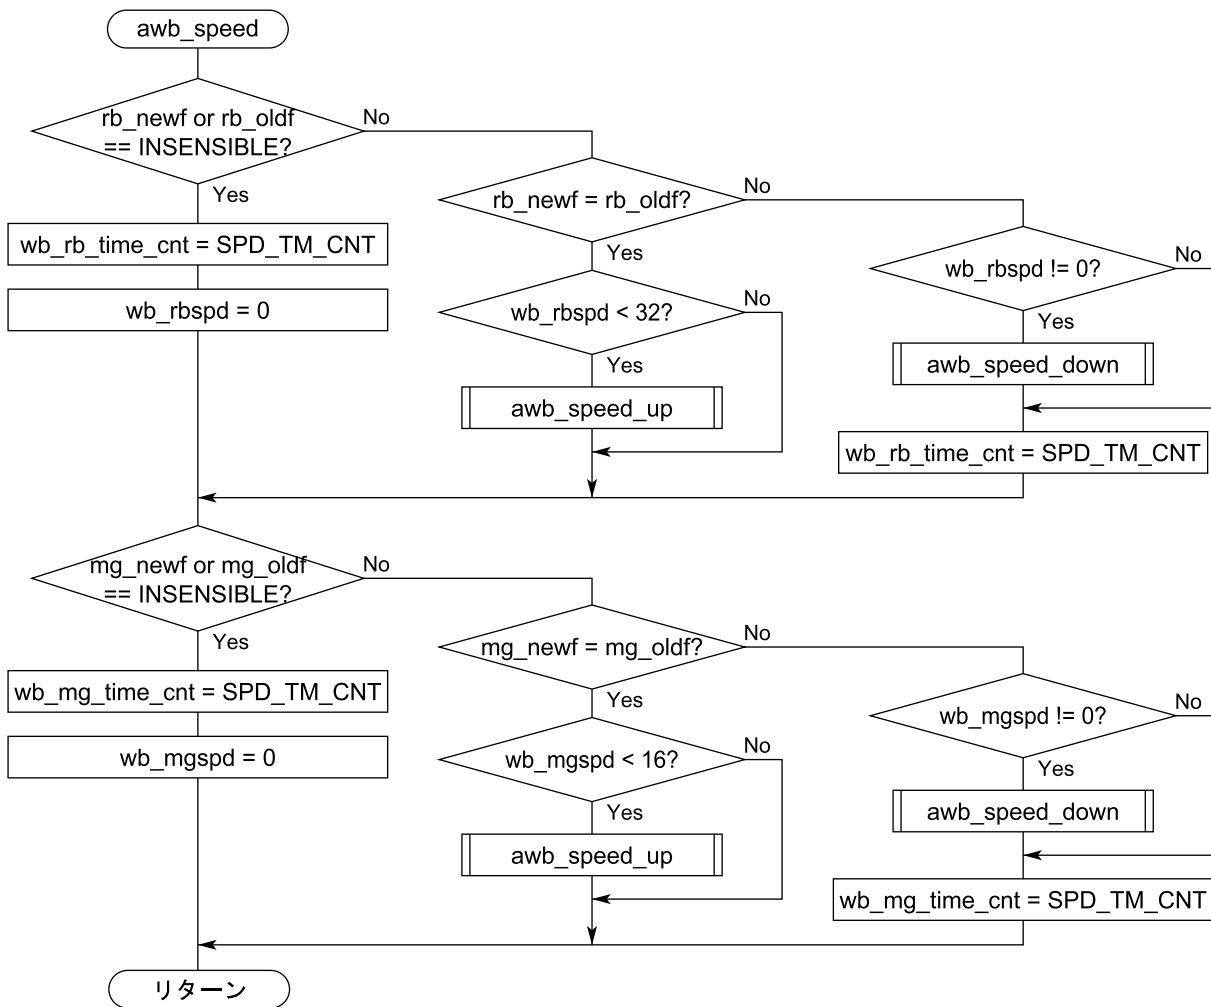 awb_speed
rb_newf or rb_oldf
== INSENSIBLE?
No
Yes
rb_newf = rb_oldf?
No
Yes
wb_rb_time_cnt = SPD_TM_CNT
wb_rbspd != 0?
No
Yes
wb_rbspd = 0
wb_rbspd < 32?
No
Yes
awb_speed_down
awb_speed_up
wb_rb_time_cnt = SPD_TM_CNT
mg_newf or mg_oldf
== INSENSIBLE?
No
Yes
mg_newf = mg_oldf?
No
Yes
wb_mg_time_cnt = SPD_TM_CNT
wb_mgspd != 0?
No
Yes
wb_mgspd = 0
wb_mgspd < 16?
No
Yes
awb_speed_down
awb_speed_up
wb_mg_time_cnt = SPD_TM_CNT
リターン